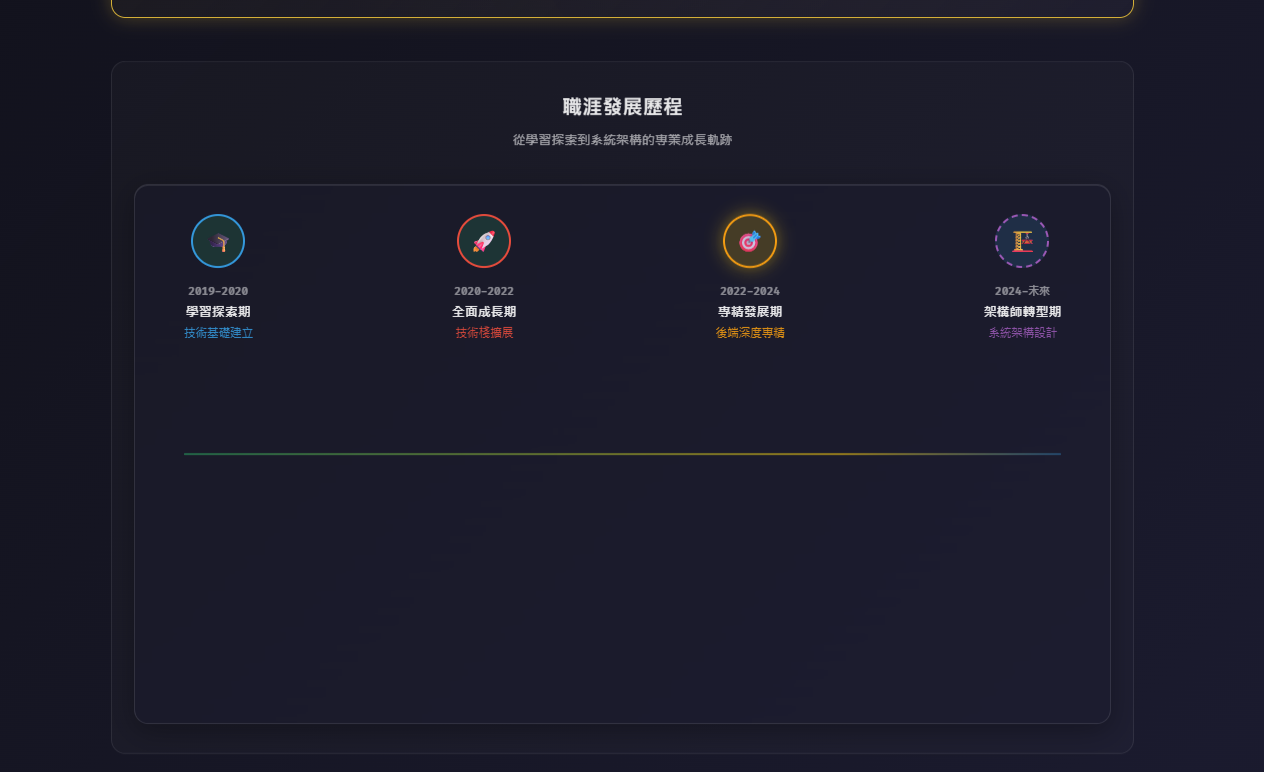 職涯發展歷程
從學習探索到系統架構的專業成長軌跡
2019-2020
學習探索期
技術基礎建立
2020-2022
全面成長期
技術棧擴展
2022-2024
專精發展期
後端深度專精
2024-未來
架構師轉型期
系統架構設計